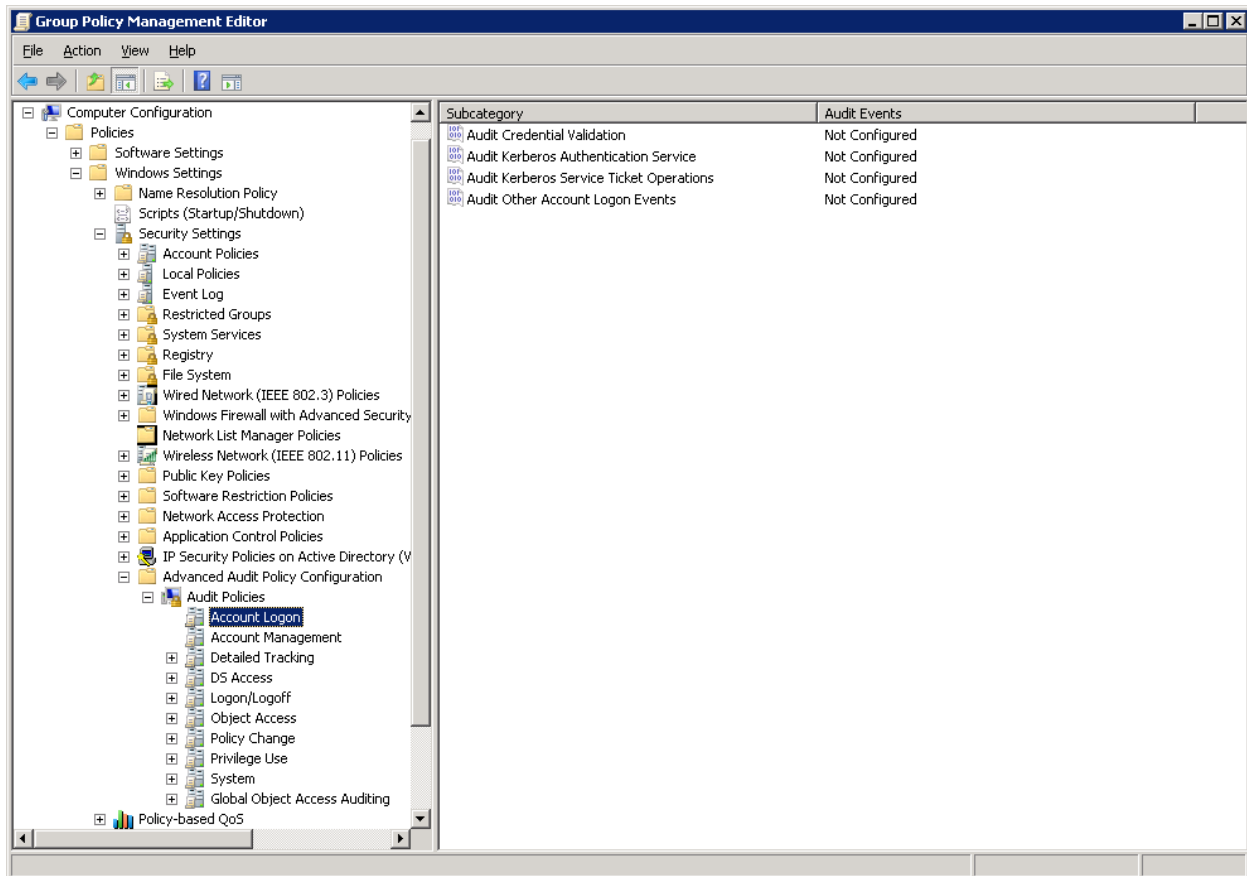 Group Policy Management Editor
File Action View Help
Computer Configuration
Policies
Software Settings
Windows Settings
Name Resolution Policy
Scripts (Startup/Shutdown)
Security Settings
Account Policies
Local Policies
Event Log
Restricted Groups
System Services
Registry
File System
Wired Network (IEEE 802.3) Policies
Windows Firewall with Advanced Security
Network List Manager Policies
Wireless Network (IEEE 802.11) Policies
Public Key Policies
Software Restriction Policies
Network Access Protection
Application Control Policies
IP Security Policies on Active Directory (
Advanced Audit Policy Configuration
Audit Policies
Account Logon
Account Management
Detailed Tracking
DS Access
Logon/Logoff
Object Access
Policy Change
Privilege Use
System
Global Object Access Auditing
Policy-based QoS
Subcategory Audit Events
Audit Credential Validation Not Configured
Audit Kerberos Authentication Service Not Configured
Audit Kerberos Service Ticket Operations Not Configured
Audit Other Account Logon Events Not Configured